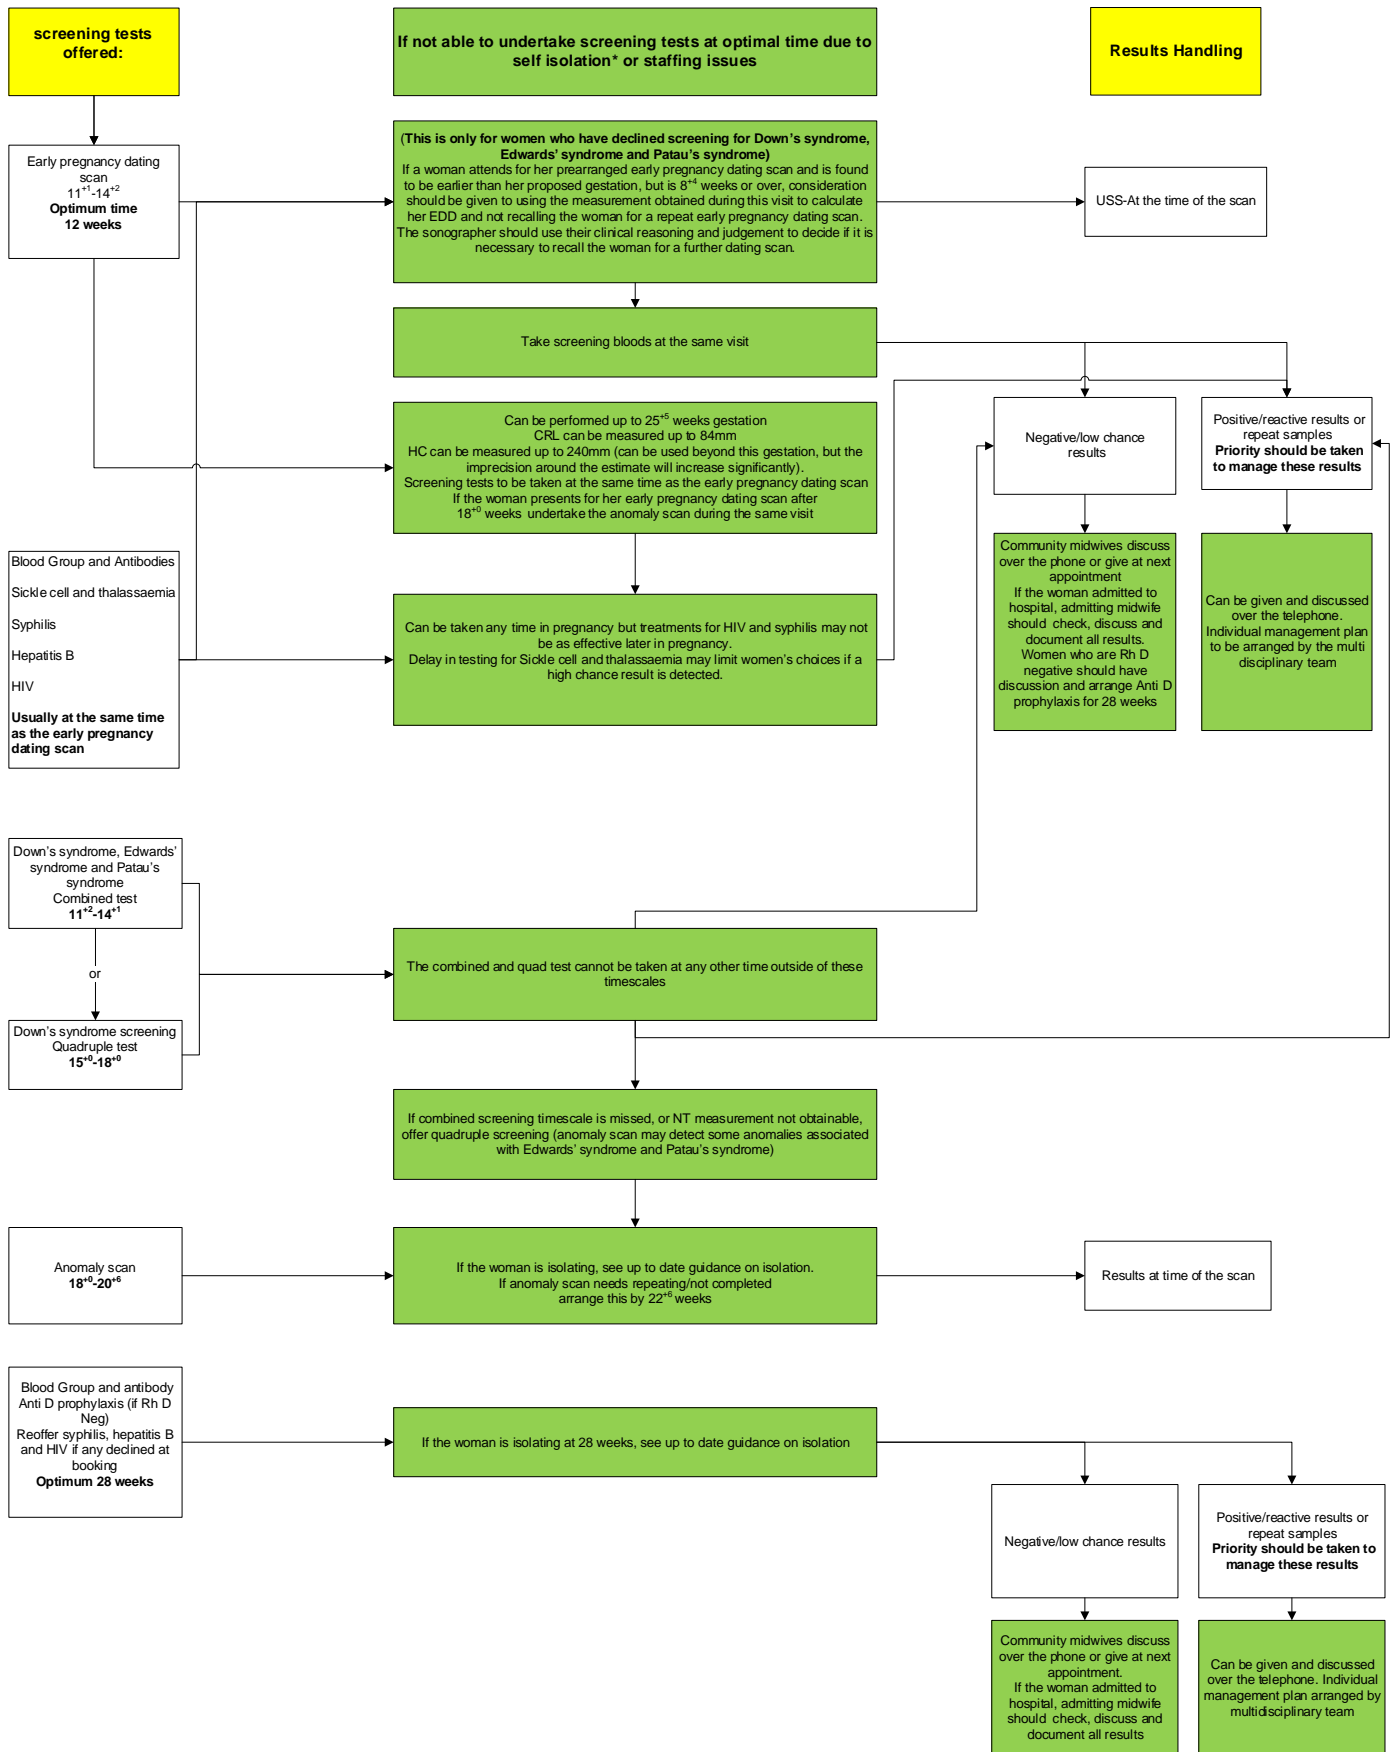 screening tests
offered:
If not able to undertake screening tests at optimal time due to
self isolation* or staffing issues
Results Handling
Early pregnancy dating
scan
11⁺¹-14⁺²
Optimum time
12 weeks
(This is only for women who have declined screening for Down's syndrome,
Edwards' syndrome and Patau's syndrome)
If a woman attends for her prearranged early pregnancy dating scan and is found
to be earlier than her proposed gestation, but is 8⁺⁴ weeks or over, consideration
should be given to using the measurement obtained during this visit to calculate
her EDD and not recalling the woman for a repeat early pregnancy dating scan.
The sonographer should use their clinical reasoning and judgement to decide if it is
necessary to recall the woman for a further dating scan.
USS-At the time of the scan
Take screening bloods at the same visit
Can be performed up to 25⁺⁵ weeks gestation
CRL can be measured up to 84mm
HC can be measured up to 240mm (can be used beyond this gestation, but the
imprecision around the estimate will increase significantly).
Screening tests to be taken at the same time as the early pregnancy dating scan
If the woman presents for her early pregnancy dating scan after
18⁺⁰ weeks undertake the anomaly scan during the same visit
Negative/low chance
results
Positive/reactive results or
repeat samples
Priority should be taken
to manage these results
Blood Group and Antibodies
Sickle cell and thalassaemia
Syphilis
Hepatitis B
HIV
Usually at the same time
as the early pregnancy
dating scan
Can be taken any time in pregnancy but treatments for HIV and syphilis may not
be as effective later in pregnancy.
Delay in testing for Sickle cell and thalassaemia may limit women's choices if a
high chance result is detected.
Community midwives discuss
over the phone or give at next
appointment
If the woman admitted to
hospital, admitting midwife
should check, discuss and
document all results.
Women who are Rh D
negative should have
discussion and arrange Anti D
prophylaxis for 28 weeks
Can be given and discussed
over the telephone.
Individual management plan
to be arranged by the multi
disciplinary team
Down's syndrome, Edwards'
syndrome and Patau's
syndrome
Combined test
11⁺²-14⁺¹
or
Down's syndrome screening
Quadruple test
15⁺⁰-18⁺⁰
The combined and quad test cannot be taken at any other time outside of these
timescales
If combined screening timescale is missed, or NT measurement not obtainable,
offer quadruple screening (anomaly scan may detect some anomalies associated
with Edwards' syndrome and Patau's syndrome)
Anomaly scan
18⁺⁰-20⁺⁶
If the woman is isolating, see up to date guidance on isolation.
If anomaly scan needs repeating/not completed
arrange this by 22⁺⁶ weeks
Results at time of the scan
Blood Group and antibody
Anti D prophylaxis (if Rh D
Neg)
Reoffer syphilis, hepatitis B
and HIV if any declined at
booking
Optimum 28 weeks
If the woman is isolating at 28 weeks, see up to date guidance on isolation
Negative/low chance results
Positive/reactive results or
repeat samples
Priority should be taken to
manage these results
Community midwives discuss
over the phone or give at next
appointment.
If the woman admitted to
hospital, admitting midwife
should check, discuss and
document all results
Can be given and discussed
over the telephone. Individual
management plan arranged by
multidisciplinary team